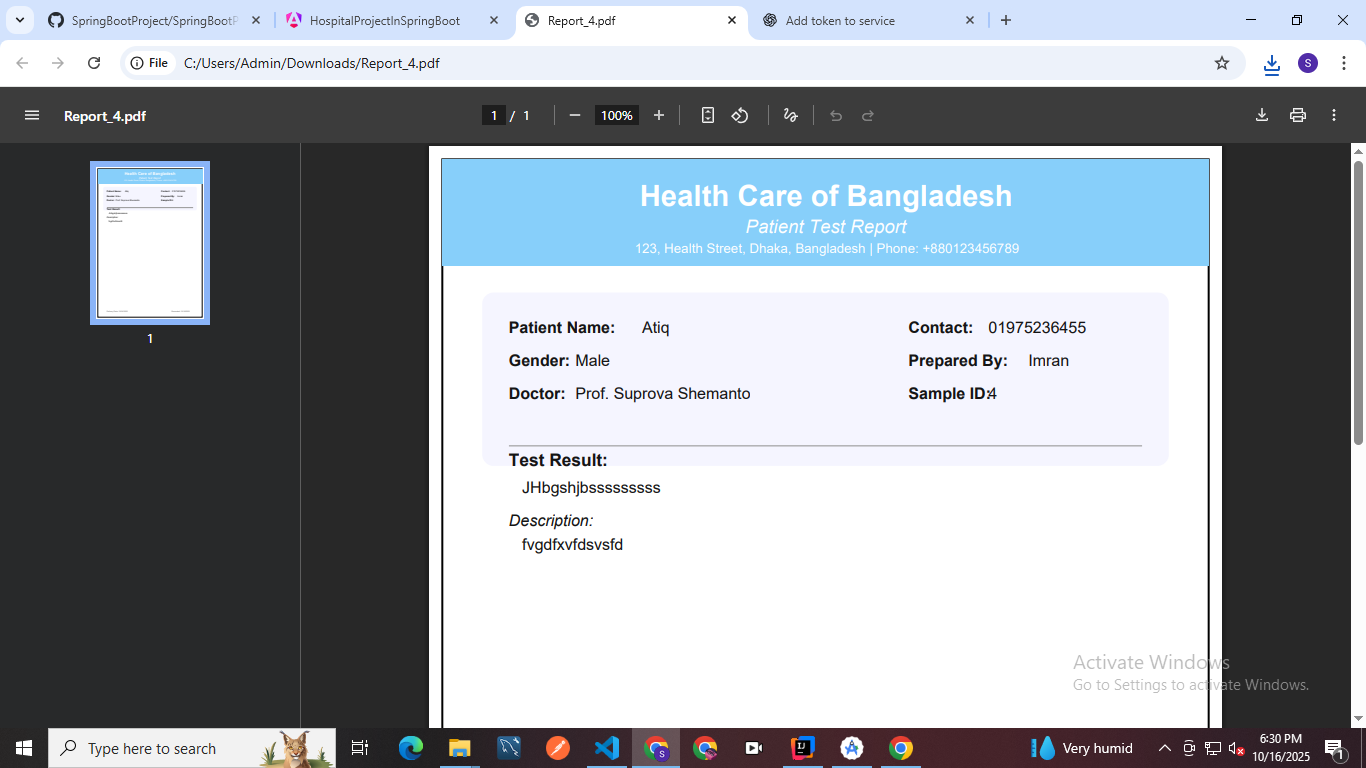 SpringBootProject/SpringBootP
HospitalProjectInSpringBoot
Report_4.pdf
Add token to service
File
C:/Users/Admin/Downloads/Report_4.pdf
S
Report_4.pdf
1 / 1
100%
1
Health Care of Bangladesh
Patient Test Report
123, Health Street, Dhaka, Bangladesh | Phone: +880123456789
Patient Name: Atiq
Contact: 01975236455
Gender: Male
Prepared By: Imran
Doctor: Prof. Suprova Shemanto
Sample ID:4
Test Result:
JHbgshjbsssssssss
Description:
fvgdfxvfdsvsfd
Activate Windows
Go to Settings to activate Windows.
Type here to search
Very humid
6:30 PM
10/16/2025
1